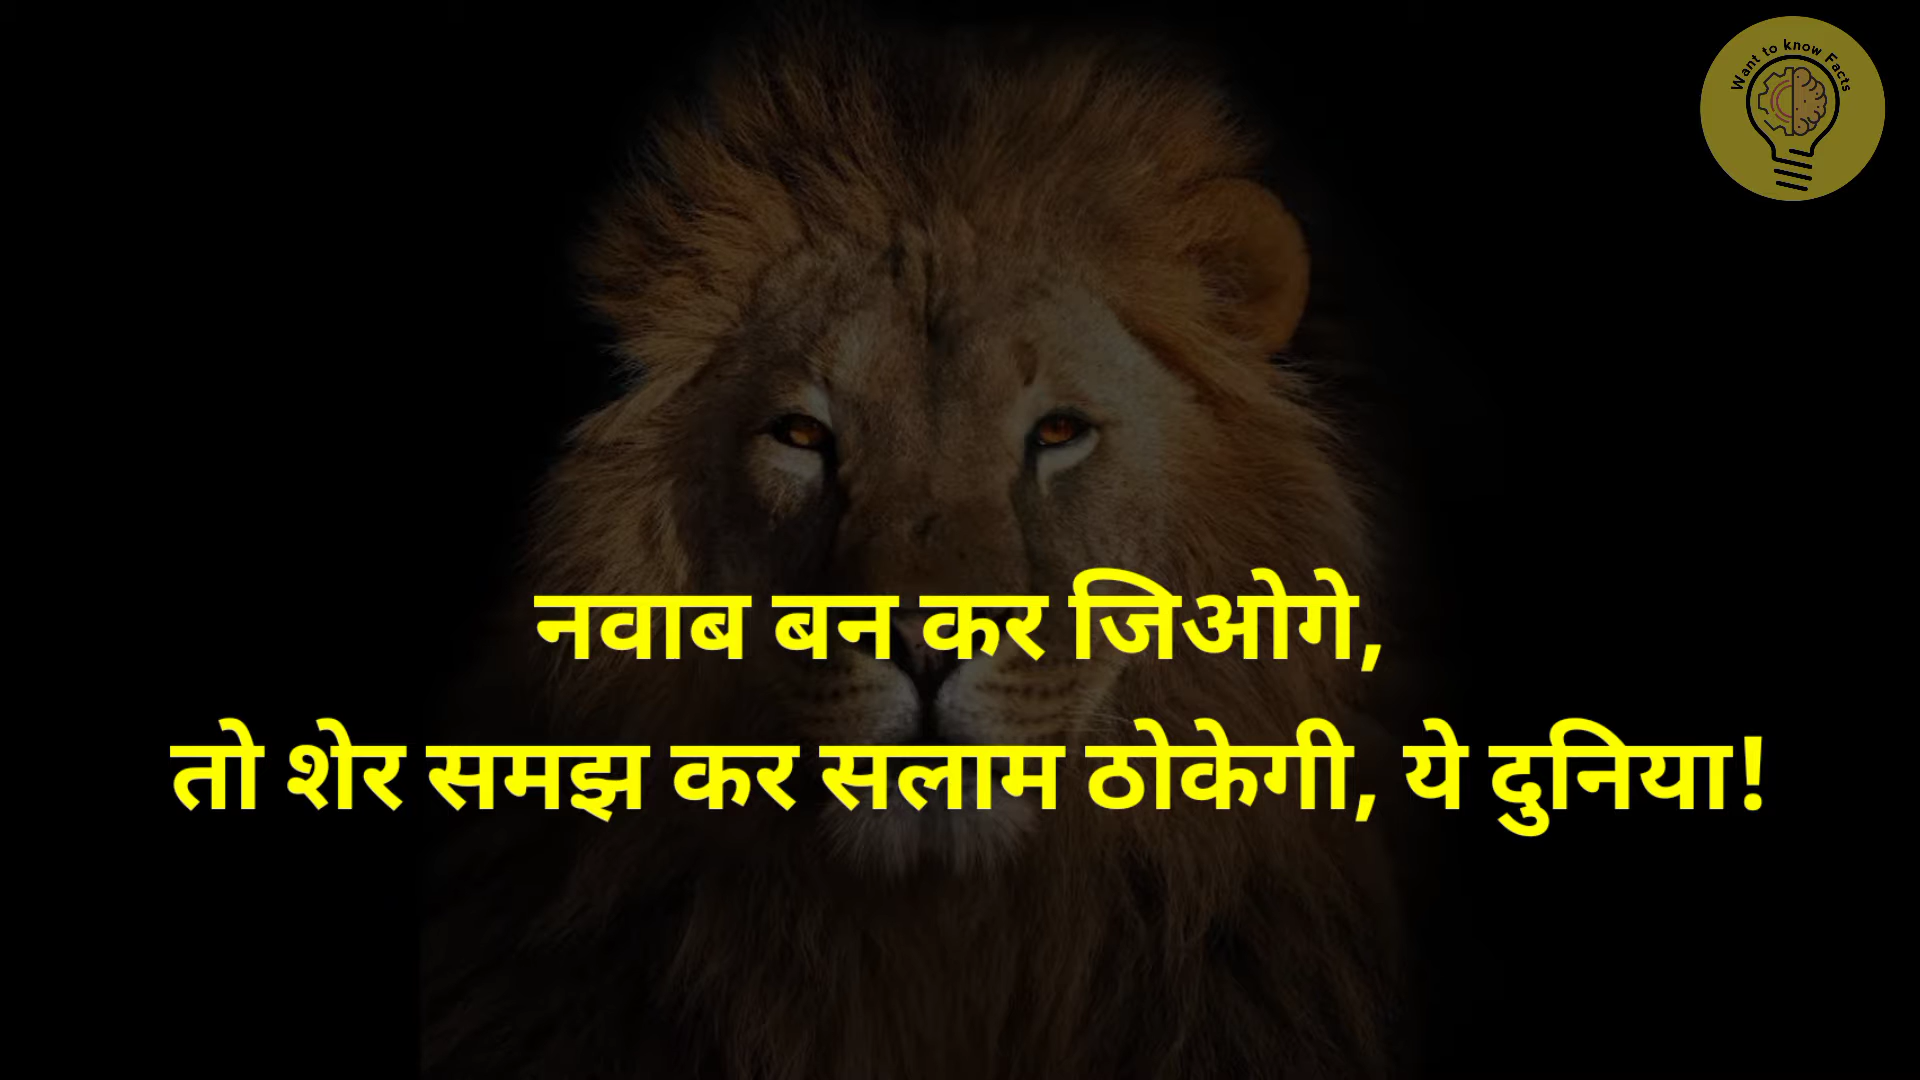 Want to know Facts
नवाब बन कर जिओगे,
तो शेर समझ कर सलाम ठोकेगी, ये दुनिया!